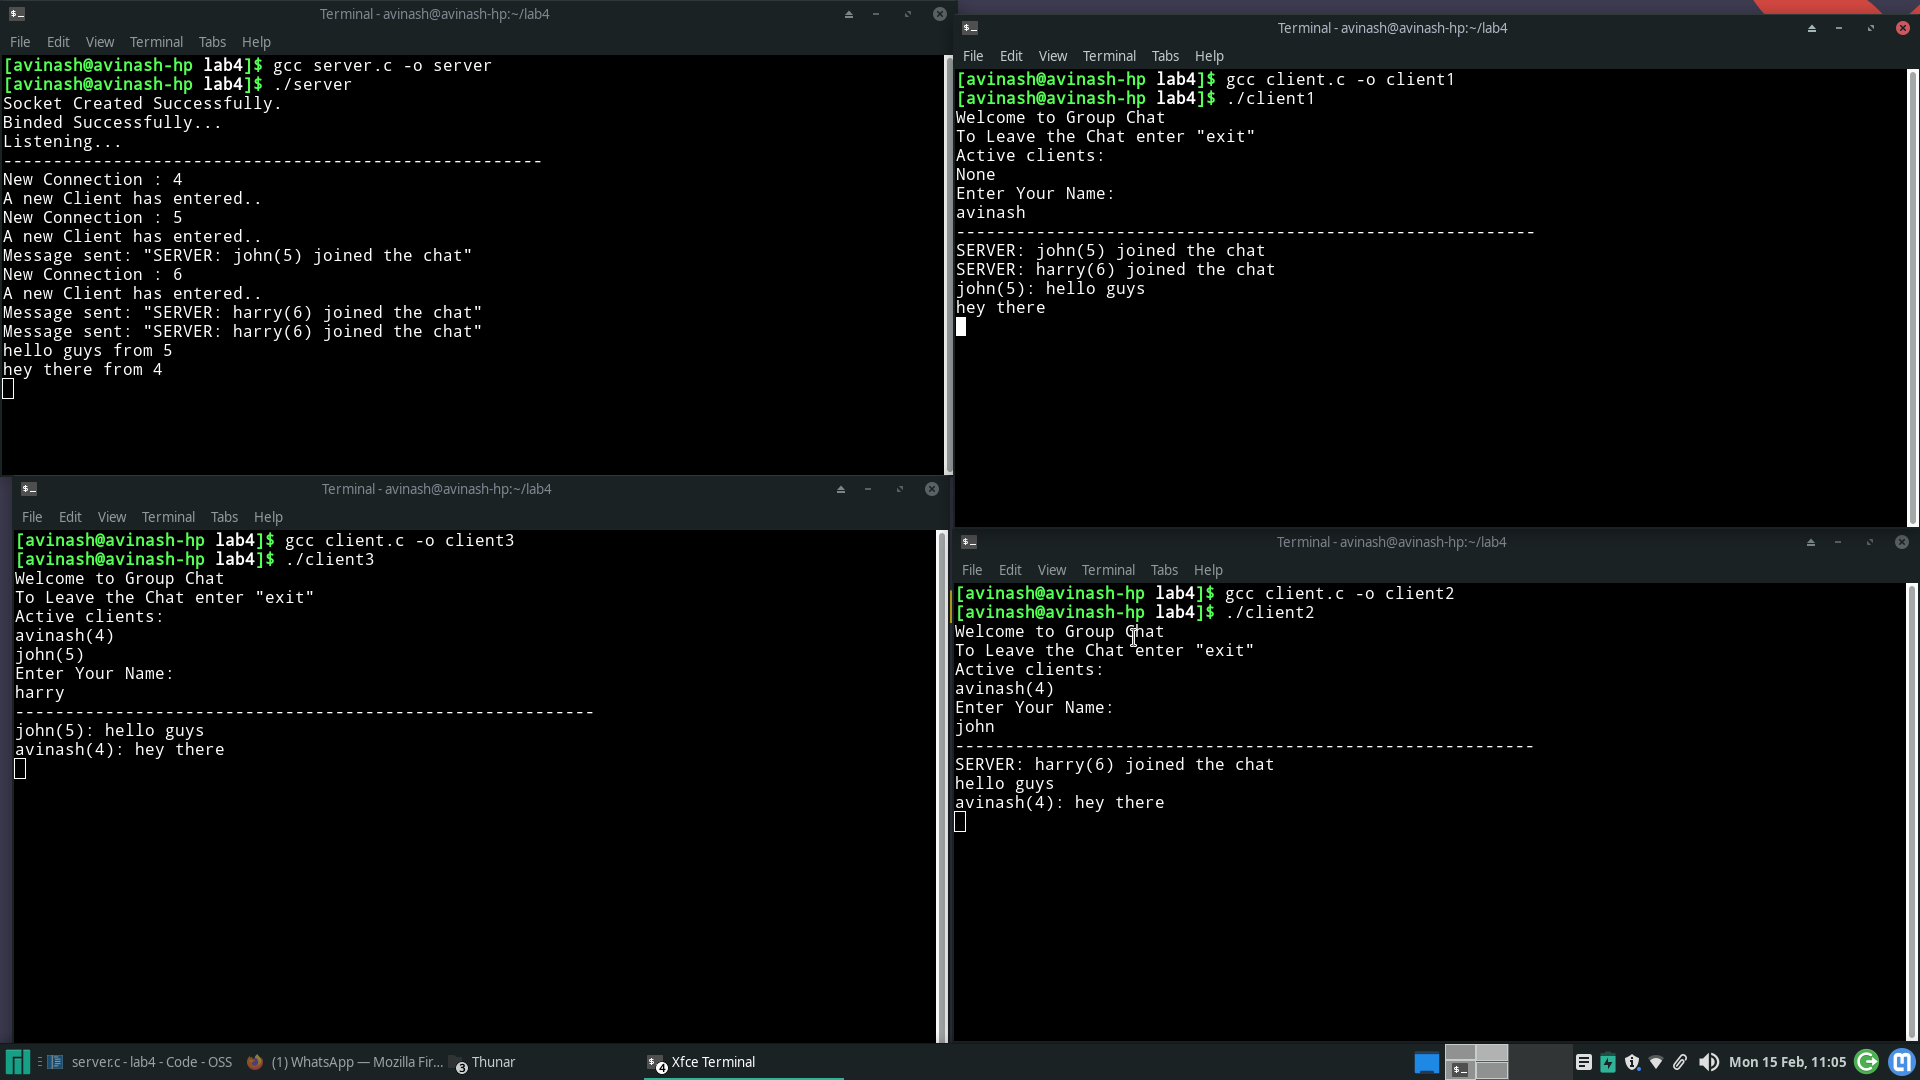 Terminal - avinash@avinash-hp:~/lab4
File Edit View Terminal Tabs Help
[avinash@avinash-hp lab4]$ gcc server.c -o server
[avinash@avinash-hp lab4]$ ./server
Socket Created Successfully.
Binded Successfully...
Listening...
------------------------------------------------------
New Connection : 4
A new Client has entered..
New Connection : 5
A new Client has entered..
Message sent: "SERVER: john(5) joined the chat"
New Connection : 6
A new Client has entered..
Message sent: "SERVER: harry(6) joined the chat"
Message sent: "SERVER: harry(6) joined the chat"
hello guys from 5
hey there from 4
Terminal - avinash@avinash-hp:~/lab4
File Edit View Terminal Tabs Help
[avinash@avinash-hp lab4]$ gcc client.c -o client1
[avinash@avinash-hp lab4]$ ./client1
Welcome to Group Chat
To Leave the Chat enter "exit"
Active clients:
None
Enter Your Name:
avinash
----------------------------------------------------------
SERVER: john(5) joined the chat
SERVER: harry(6) joined the chat
john(5): hello guys
hey there
Terminal - avinash@avinash-hp:~/lab4
File Edit View Terminal Tabs Help
[avinash@avinash-hp lab4]$ gcc client.c -o client3
[avinash@avinash-hp lab4]$ ./client3
Welcome to Group Chat
To Leave the Chat enter "exit"
Active clients:
avinash(4)
john(5)
Enter Your Name:
harry
----------------------------------------------------------
john(5): hello guys
avinash(4): hey there
Terminal - avinash@avinash-hp:~/lab4
File Edit View Terminal Tabs Help
[avinash@avinash-hp lab4]$ gcc client.c -o client2
[avinash@avinash-hp lab4]$ ./client2
Welcome to Group Chat
To Leave the Chat enter "exit"
Active clients:
avinash(4)
Enter Your Name:
john
----------------------------------------------------------
SERVER: harry(6) joined the chat
hello guys
avinash(4): hey there
server.c - lab4 - Code - OSS (1) WhatsApp — Mozilla Fir... 3 Thunar 4 Xfce Terminal Mon 15 Feb, 11:05